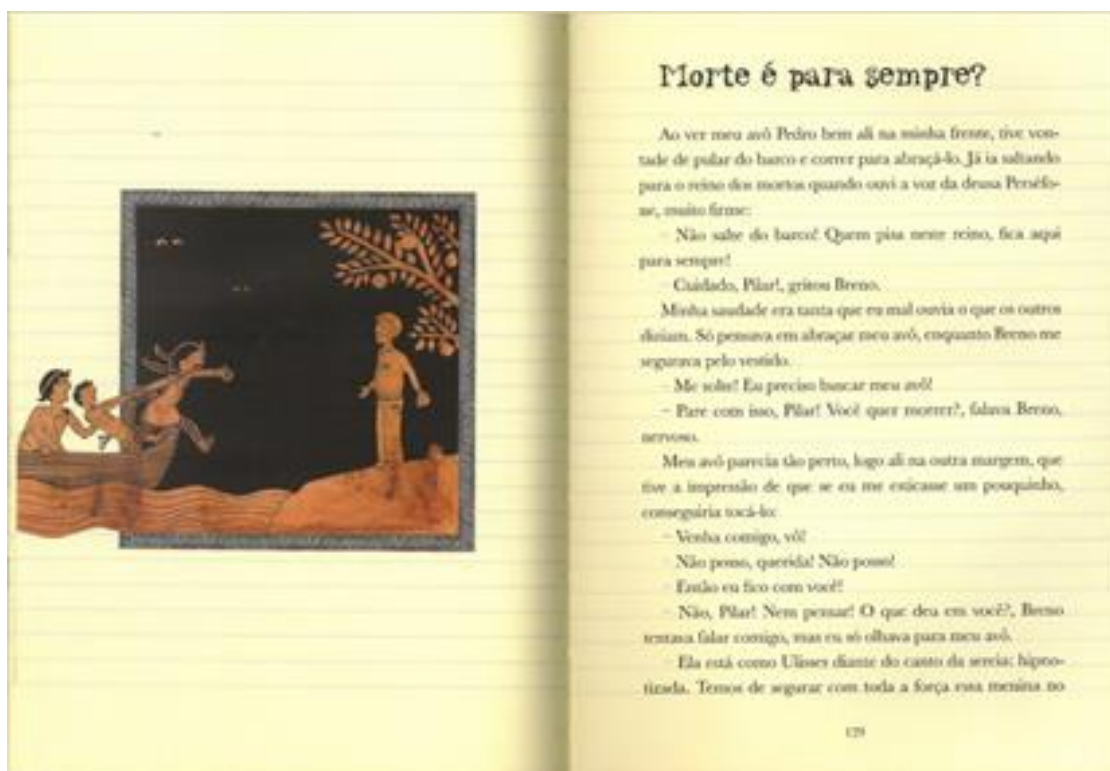 Morte é para sempre?
Ao ver meu avô Pedro bem ali na minha frente, tive von-
tade de pular do barco e correr para abraçá-lo. Já ia saltando
para o reino dos mortos quando ouvi a voz da deusa Perséfo-
ne, muito firme:
– Não salte do barco! Quem pisa neste reino, fica aqui
para sempre!
– Cuidado, Pilar!, gritou Breno.
Minha saudade era tanta que eu mal ouvia o que os outros
diziam. Só pensava em abraçar meu avô, enquanto Breno me
segurava pelo vestido.
– Me solte! Eu preciso buscar meu avô!
– Pare com isso, Pilar! Você quer morrer?, falava Breno,
nervoso.
Meu avô parecia tão perto, logo ali na outra margem, que
tive a impressão de que se eu me esticasse um pouquinho,
conseguiria tocá-lo:
– Venha comigo, vô!
– Não posso, querida! Não posso!
– Então eu fico com você!
– Não, Pilar! Nem pensar! O que deu em você?, Breno
tentava falar comigo, mas eu só olhava para meu avô.
– Ela está como Ulisses diante do canto da sereia: hipno-
tizada. Temos de segurar com toda a força essa menina no
129